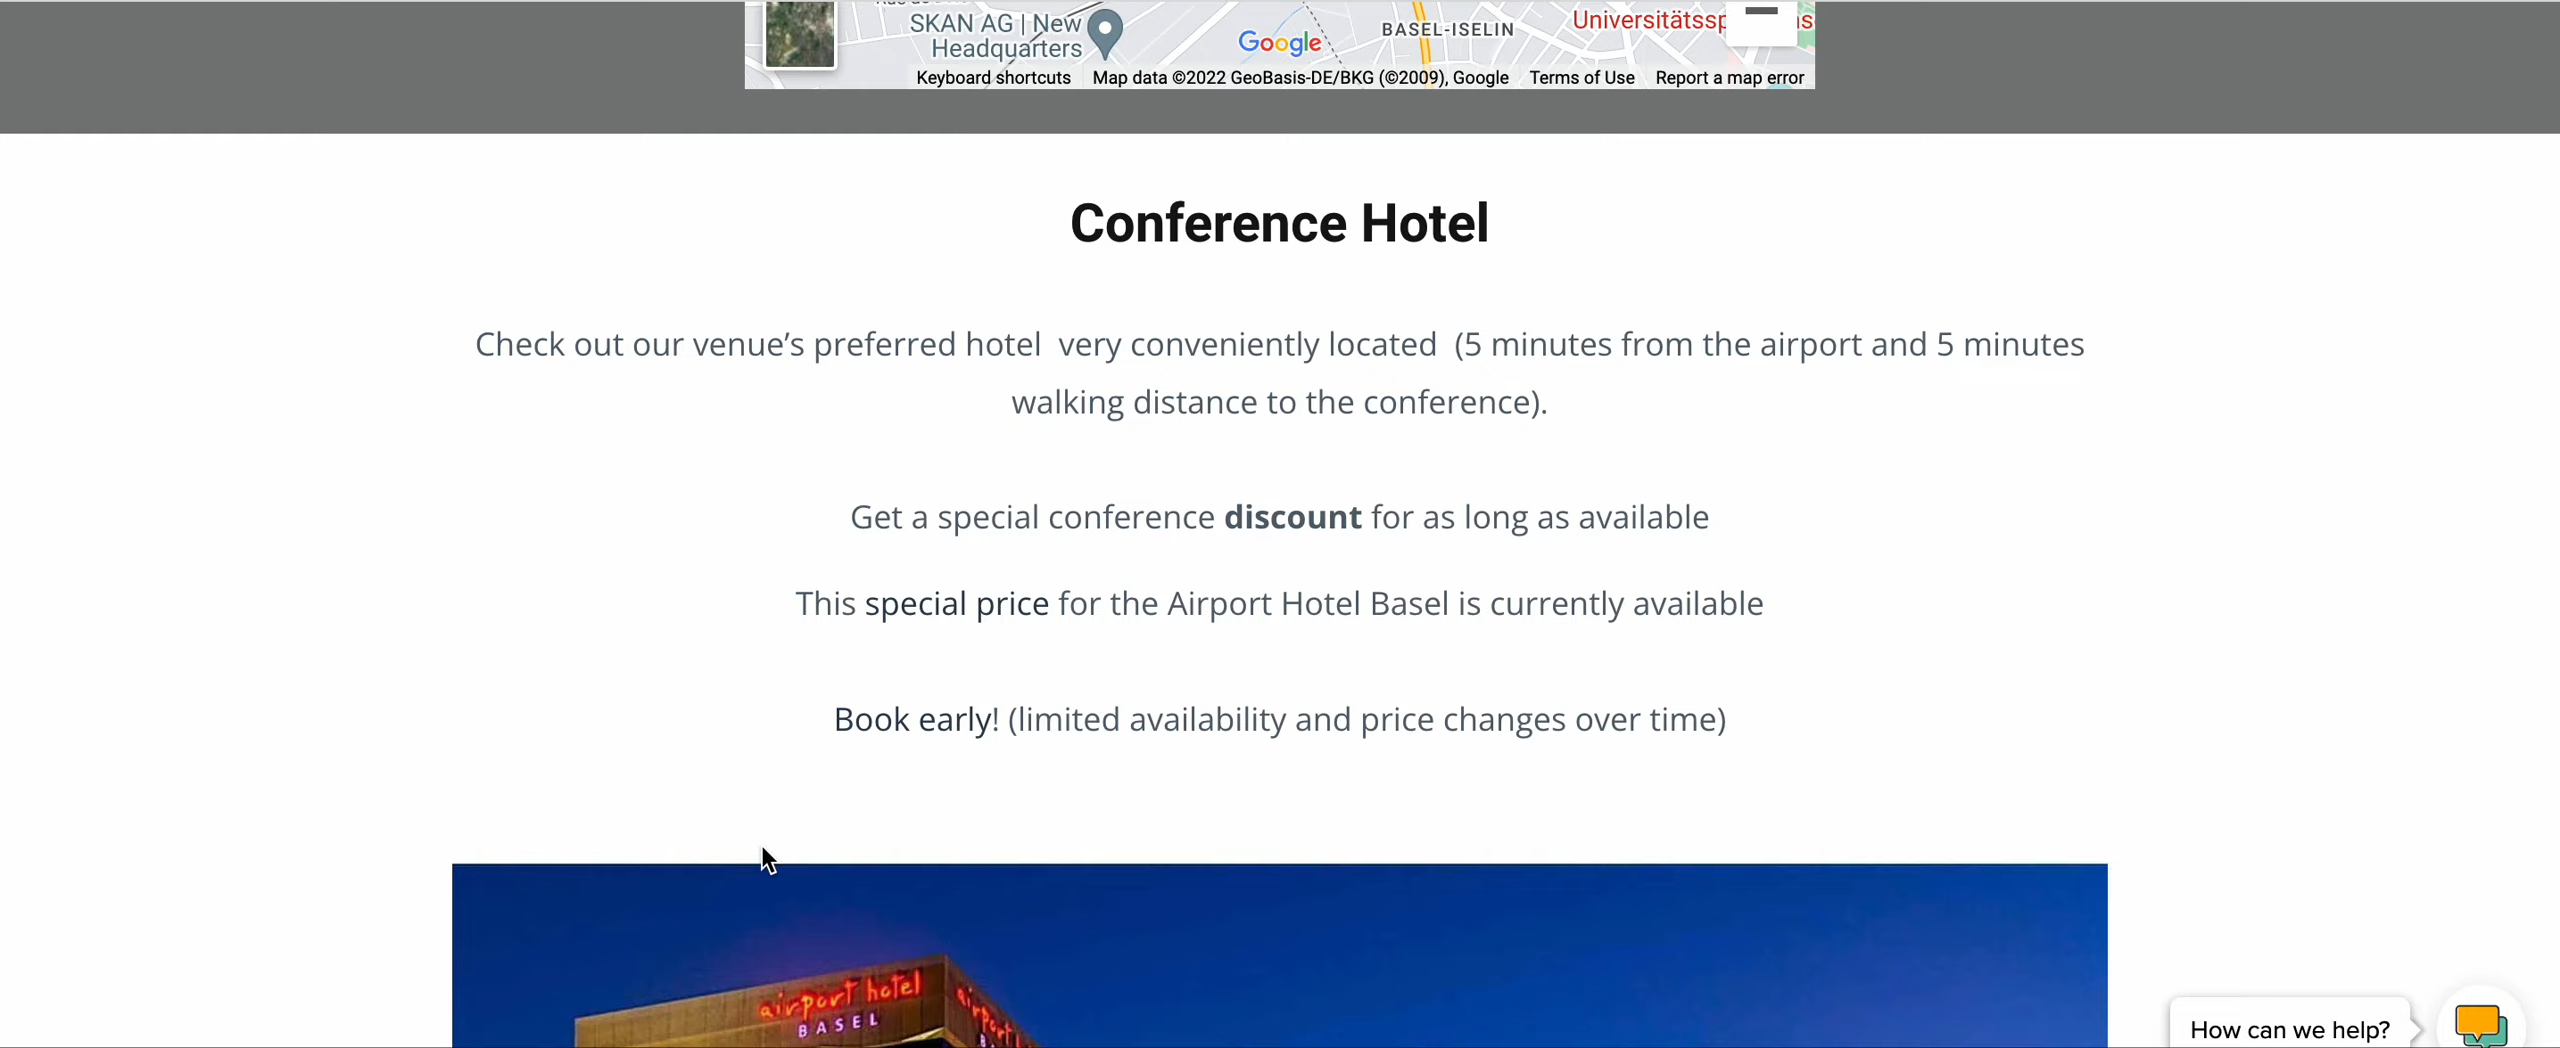 SKAN AG | New
Headquarters
Google
BASEL-ISELIN
Keyboard shortcuts
Map data ©2022 GeoBasis-DE/BKG (©2009), Google
Terms of Use
Report a map error
Conference Hotel
Check out our venue’s preferred hotel very conveniently located (5 minutes from the airport and 5 minutes
walking distance to the conference).
Get a special conference discount for as long as available
This special price for the Airport Hotel Basel is currently available
Book early! (limited availability and price changes over time)
airport hotel
BASEL
airport
How can we help?